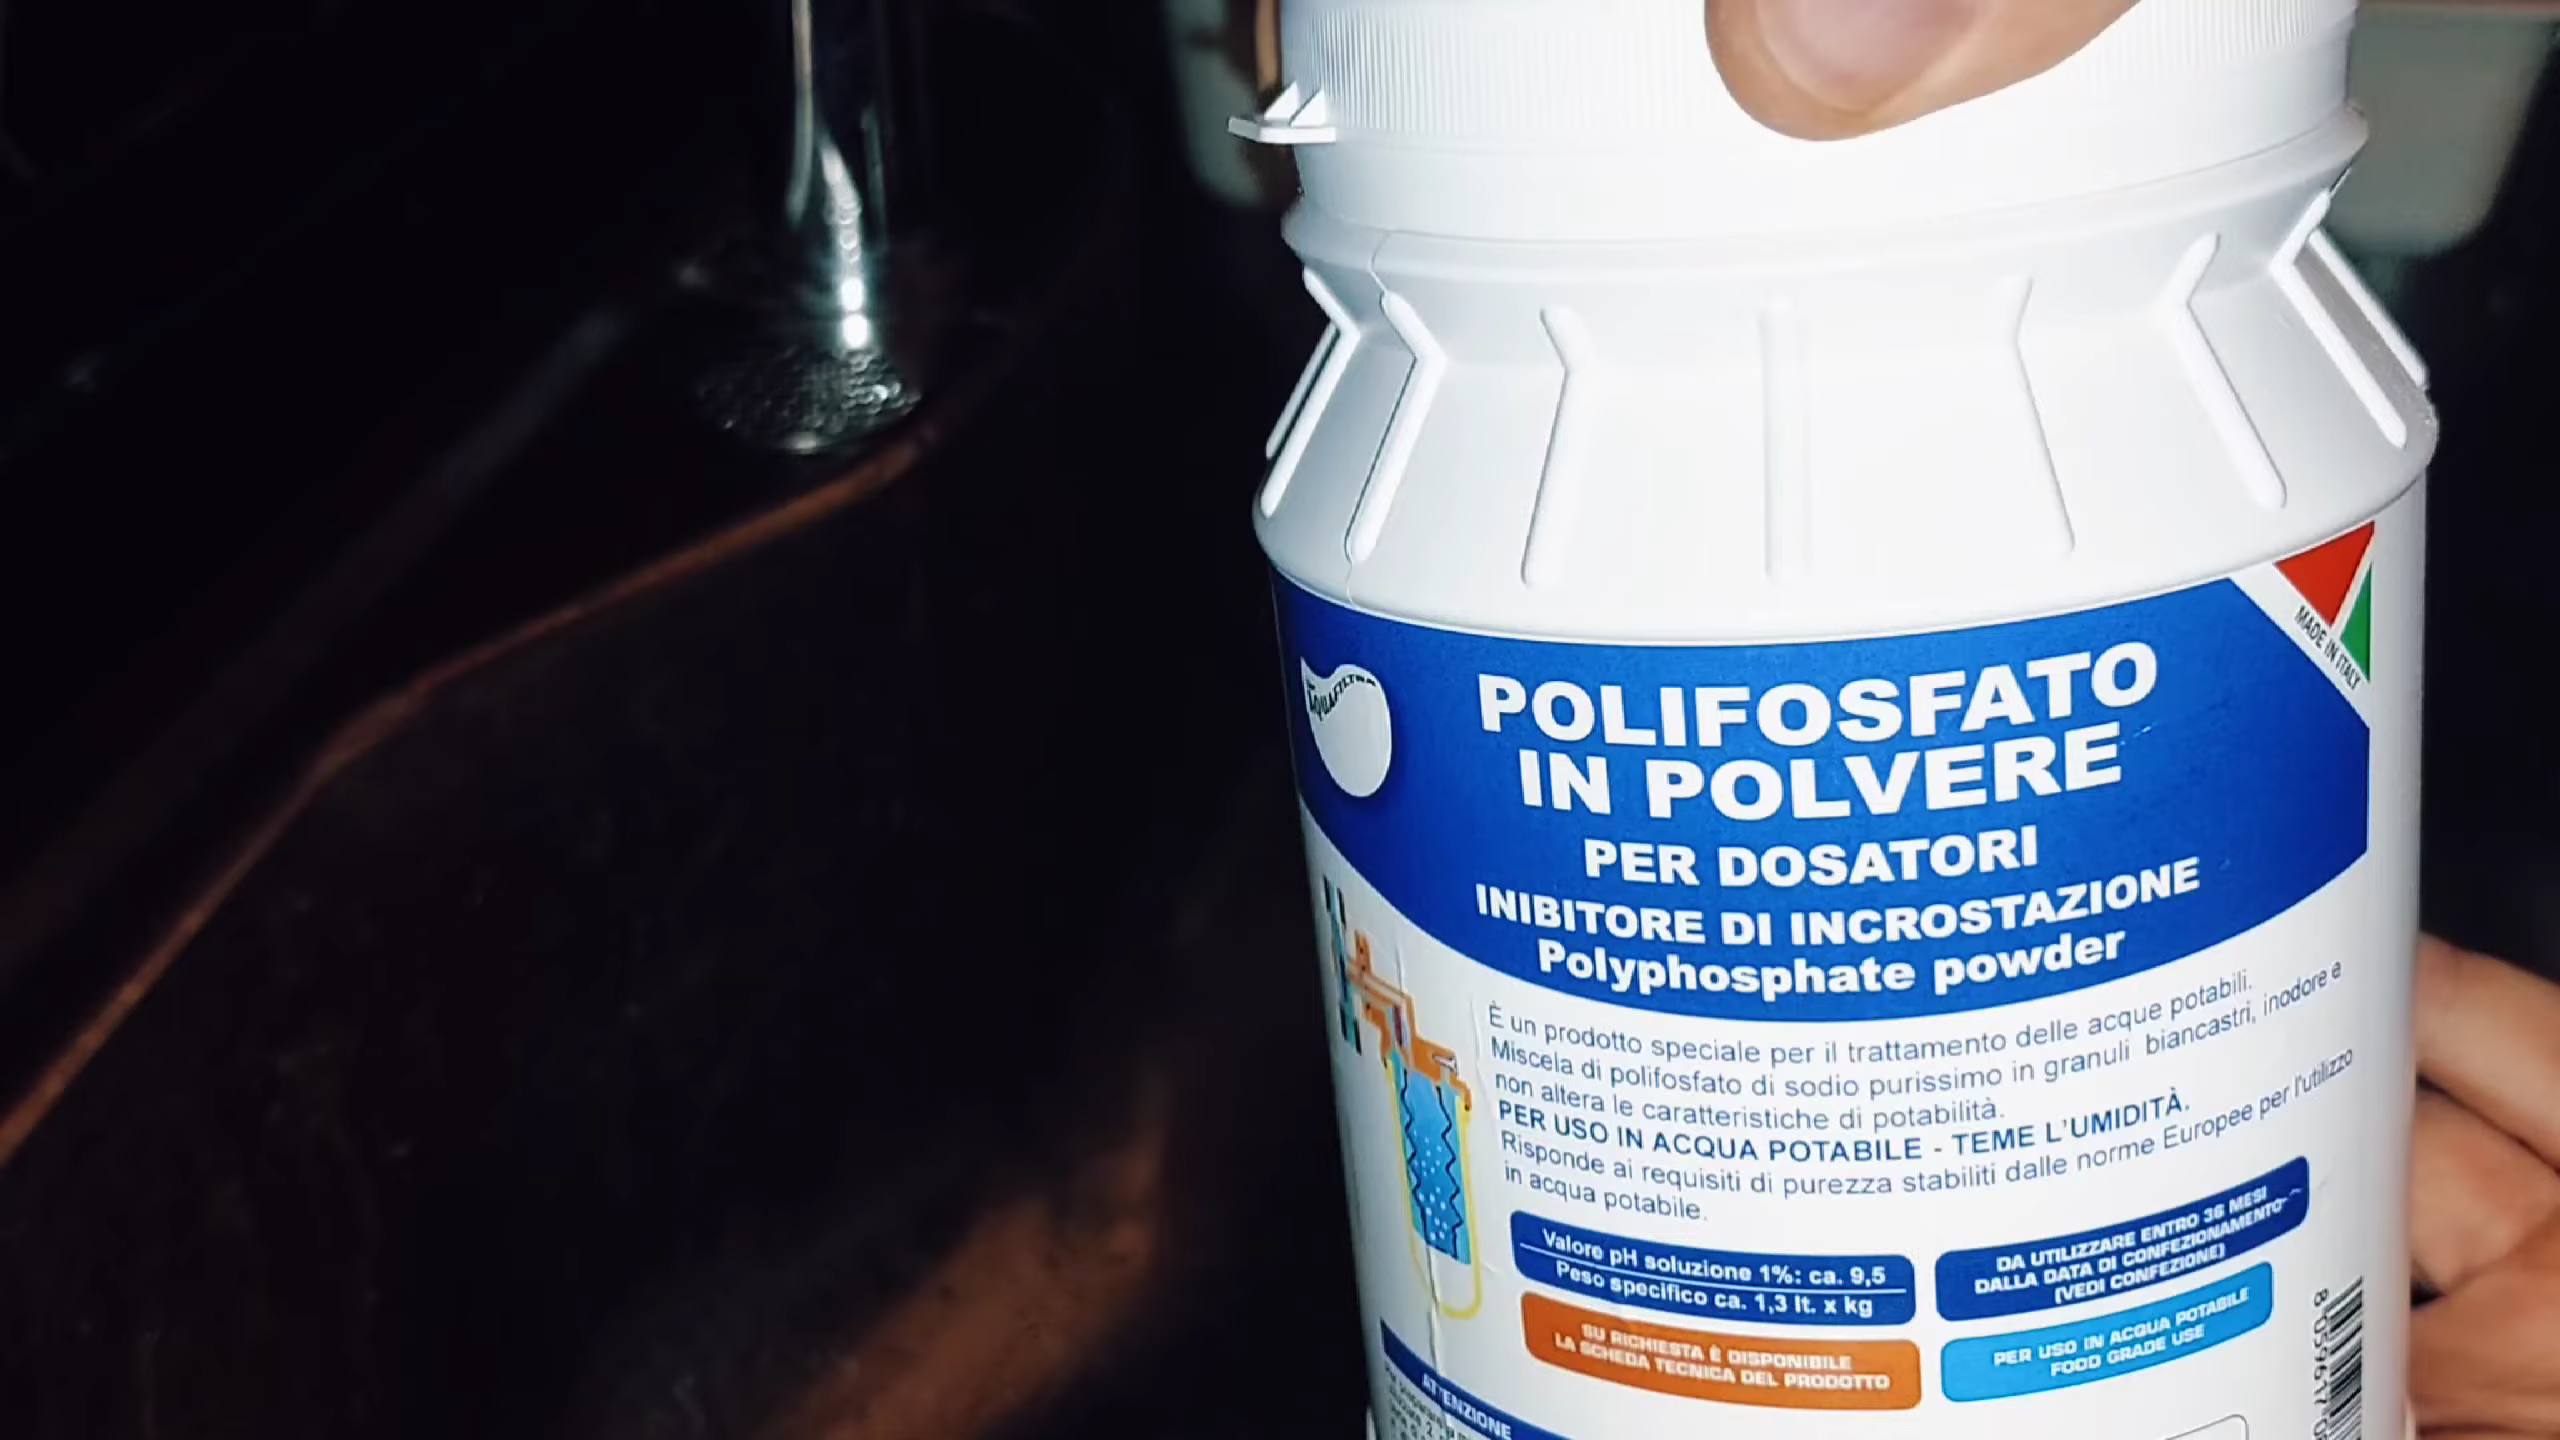 AQUAFILTER
MADE IN ITALY
POLIFOSFATO
IN POLVERE
PER DOSATORI
INIBITORE DI INCROSTAZIONE
Polyphosphate powder
È un prodotto speciale per il trattamento delle acque potabili.
Miscela di polifosfato di sodio purissimo in granuli biancastri, inodore e
non altera le caratteristiche di potabilità.
PER USO IN ACQUA POTABILE - TEME L'UMIDITÀ.
Risponde ai requisiti di purezza stabiliti dalle norme Europee per l'utilizzo
in acqua potabile.
Valore pH soluzione 1%: ca. 9,5
Peso specifico ca. 1,3 lt. x kg
DA UTILIZZARE ENTRO 36 MESI
DALLA DATA DI CONFEZIONAMENTO
(VEDI CONFEZIONE)
SU RICHIESTA È DISPONIBILE
LA SCHEDA TECNICA DEL PRODOTTO
PER USO IN ACQUA POTABILE
FOOD GRADE USE
ATTENZIONE